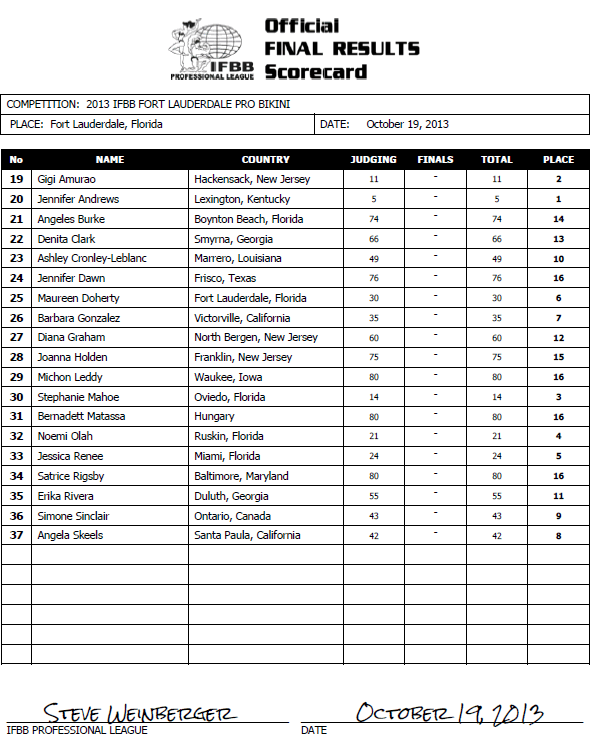 Official
FINAL RESULTS
Scorecard
IFBB
PROFESSIONAL LEAGUE
COMPETITION: 2013 IFBB FORT LAUDERDALE PRO BIKINI
PLACE: Fort Lauderdale, Florida DATE: October 19, 2013
No NAME COUNTRY JUDGING FINALS TOTAL PLACE
19 Gigi Amurao Hackensack, New Jersey 11 - 11 2
20 Jennifer Andrews Lexington, Kentucky 5 - 5 1
21 Angeles Burke Boynton Beach, Florida 74 - 74 14
22 Denita Clark Smyrna, Georgia 66 - 66 13
23 Ashley Cronley-Leblanc Marrero, Louisiana 49 - 49 10
24 Jennifer Dawn Frisco, Texas 76 - 76 16
25 Maureen Doherty Fort Lauderdale, Florida 30 - 30 6
26 Barbara Gonzalez Victorville, California 35 - 35 7
27 Diana Graham North Bergen, New Jersey 60 - 60 12
28 Joanna Holden Franklin, New Jersey 75 - 75 15
29 Michon Leddy Waukee, Iowa 80 - 80 16
30 Stephanie Mahoe Oviedo, Florida 14 - 14 3
31 Bernadett Matassa Hungary 80 - 80 16
32 Noemi Olah Ruskin, Florida 21 - 21 4
33 Jessica Renee Miami, Florida 24 - 24 5
34 Satrice Rigsby Baltimore, Maryland 80 - 80 16
35 Erika Rivera Duluth, Georgia 55 - 55 11
36 Simone Sinclair Ontario, Canada 43 - 43 9
37 Angela Skeels Santa Paula, California 42 - 42 8
STEVE WEINBERGER OCTOBER 19, 2013
IFBB PROFESSIONAL LEAGUE DATE